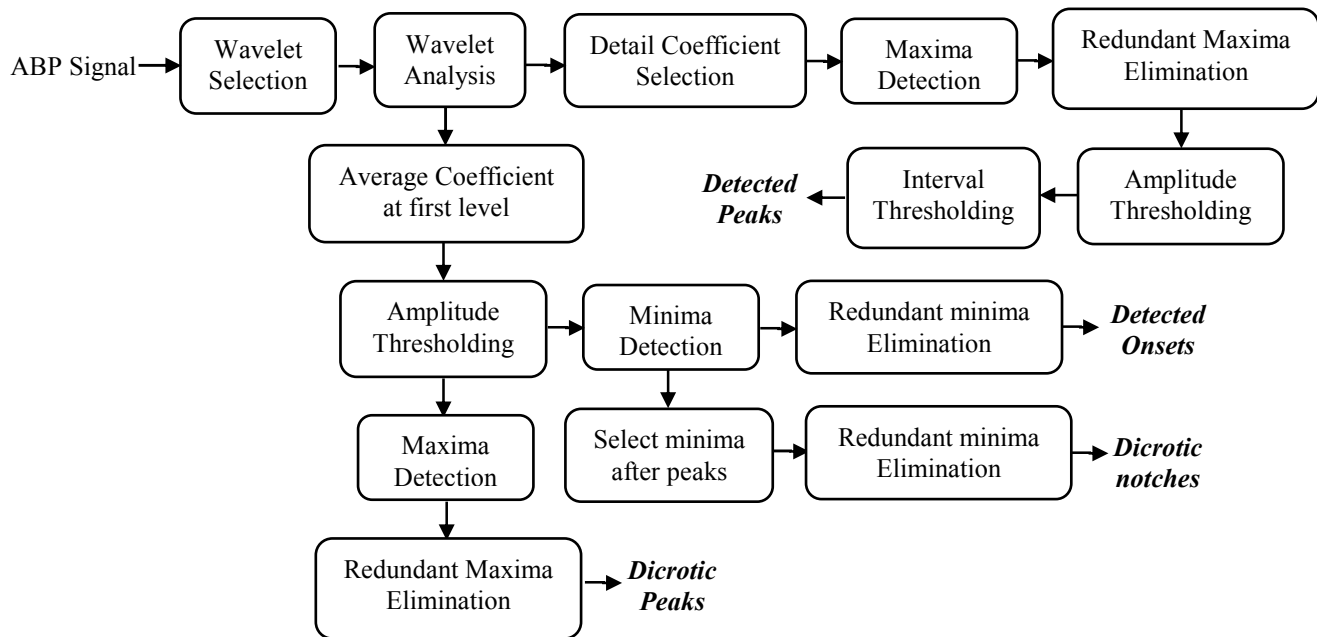 ABP Signal
Wavelet
Selection
Wavelet
Analysis
Detail Coefficient
Selection
Maxima
Detection
Redundant Maxima
Elimination
Average Coefficient
at first level
Detected
Peaks
Interval
Thresholding
Amplitude
Thresholding
Amplitude
Thresholding
Minima
Detection
Redundant minima
Elimination
Detected
Onsets
Maxima
Detection
Select minima
after peaks
Redundant minima
Elimination
Dicrotic
notches
Redundant Maxima
Elimination
Dicrotic
Peaks